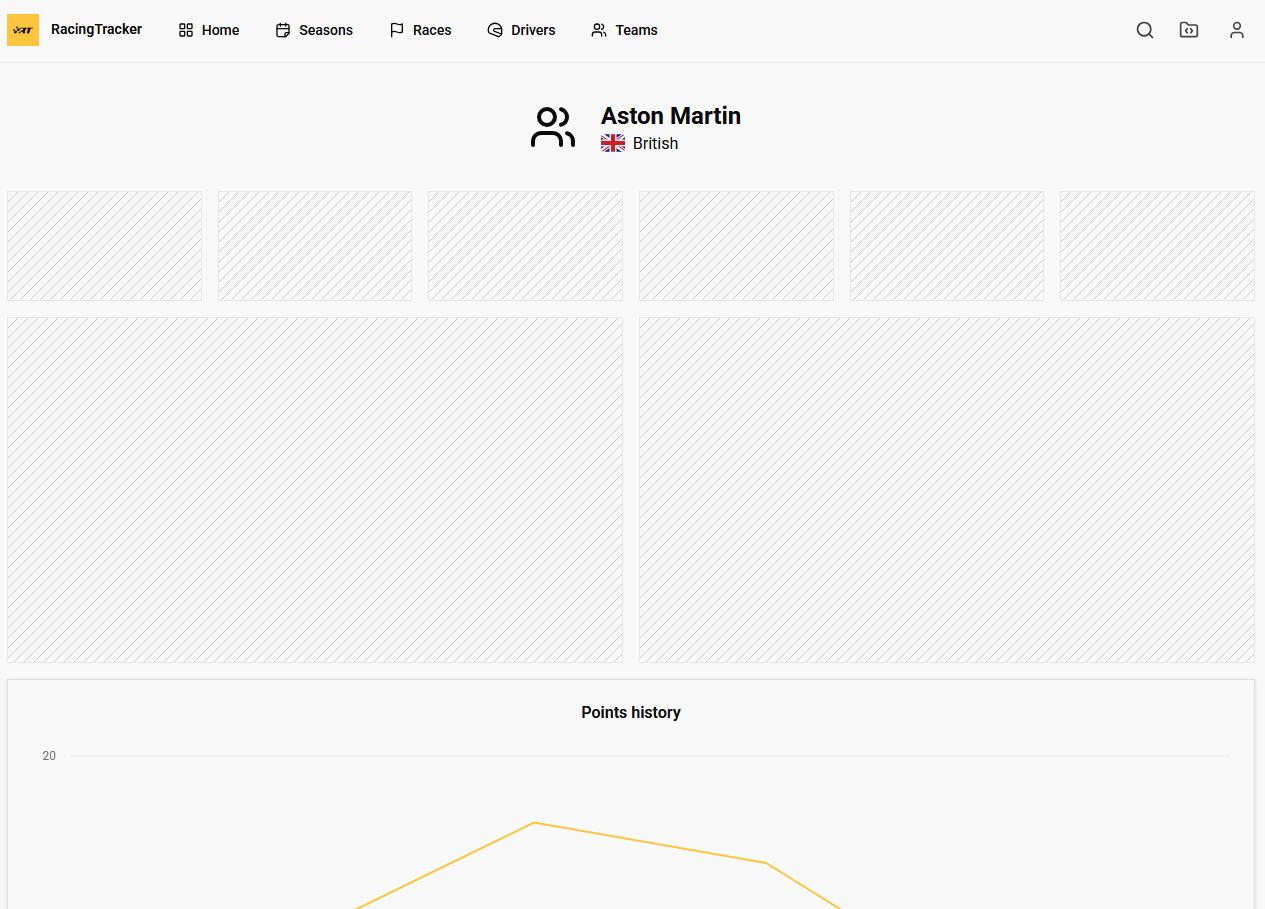 RacingTracker
Home
Seasons
Races
Drivers
Teams
Aston Martin
British
Points history
20